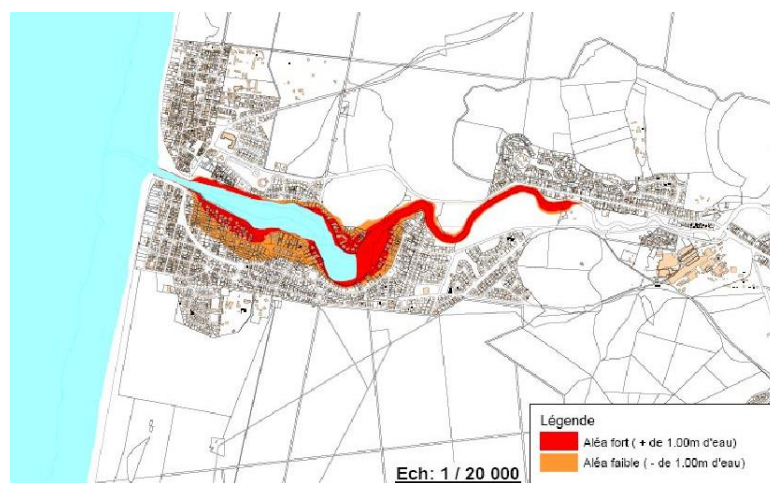 Légende
Aléa fort ( + de 1.00m d'eau)
Aléa faible ( - de 1.00m d'eau)
Ech: 1 / 20 000